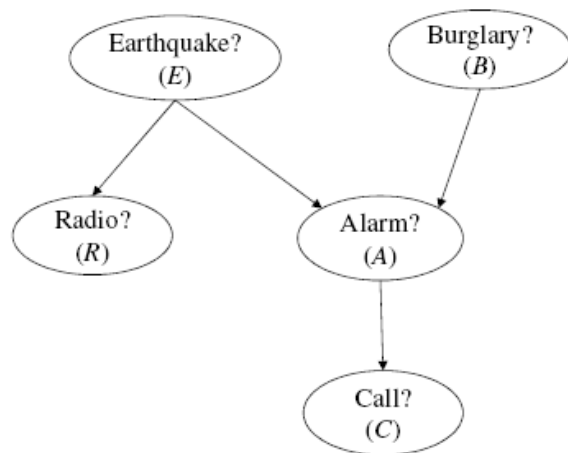 Earthquake?
(E)
Burglary?
(B)
Radio?
(R)
Alarm?
(A)
Call?
(C)